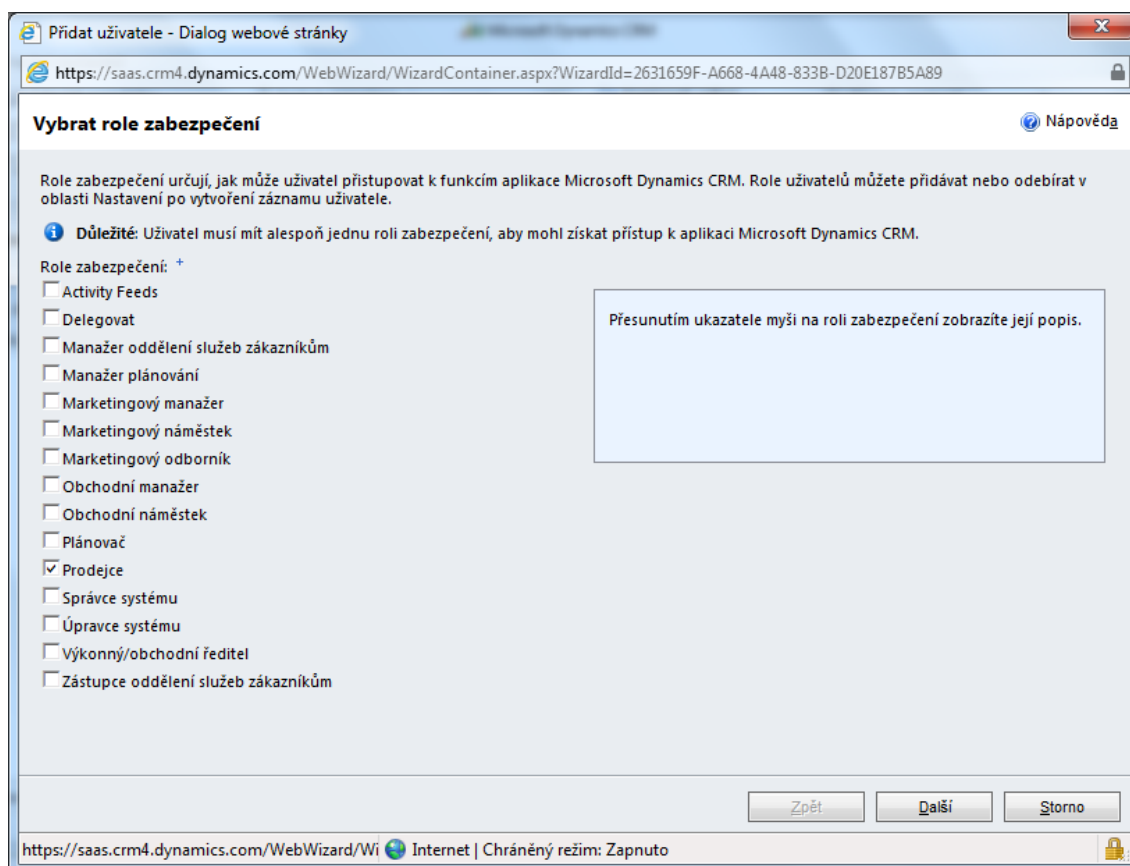 Přidat uživatele - Dialog webové stránky
Microsoft Dynamics CRM
https://saas.crm4.dynamics.com/WebWizard/WizardContainer.aspx?WizardId=2631659F-A668-4A48-833B-D20E187B5A89
Vybrat role zabezpečení
Nápověda
Role zabezpečení určují, jak může uživatel přistupovat k funkcím aplikace Microsoft Dynamics CRM. Role uživatelů můžete přidávat nebo odebírat v
oblasti Nastavení po vytvoření záznamu uživatele.
Důležité: Uživatel musí mít alespoň jednu roli zabezpečení, aby mohl získat přístup k aplikaci Microsoft Dynamics CRM.
Role zabezpečení: +
Activity Feeds
Delegovat
Manažer oddělení služeb zákazníkům
Manažer plánování
Marketingový manažer
Marketingový náměstek
Marketingový odborník
Obchodní manažer
Obchodní náměstek
Plánovač
Prodejce
Správce systému
Úpravce systému
Výkonný/obchodní ředitel
Zástupce oddělení služeb zákazníkům
Přesunutím ukazatele myši na roli zabezpečení zobrazíte její popis.
Zpět
Další
Storno
https://saas.crm4.dynamics.com/WebWizard/Wi
Internet | Chráněný režim: Zapnuto